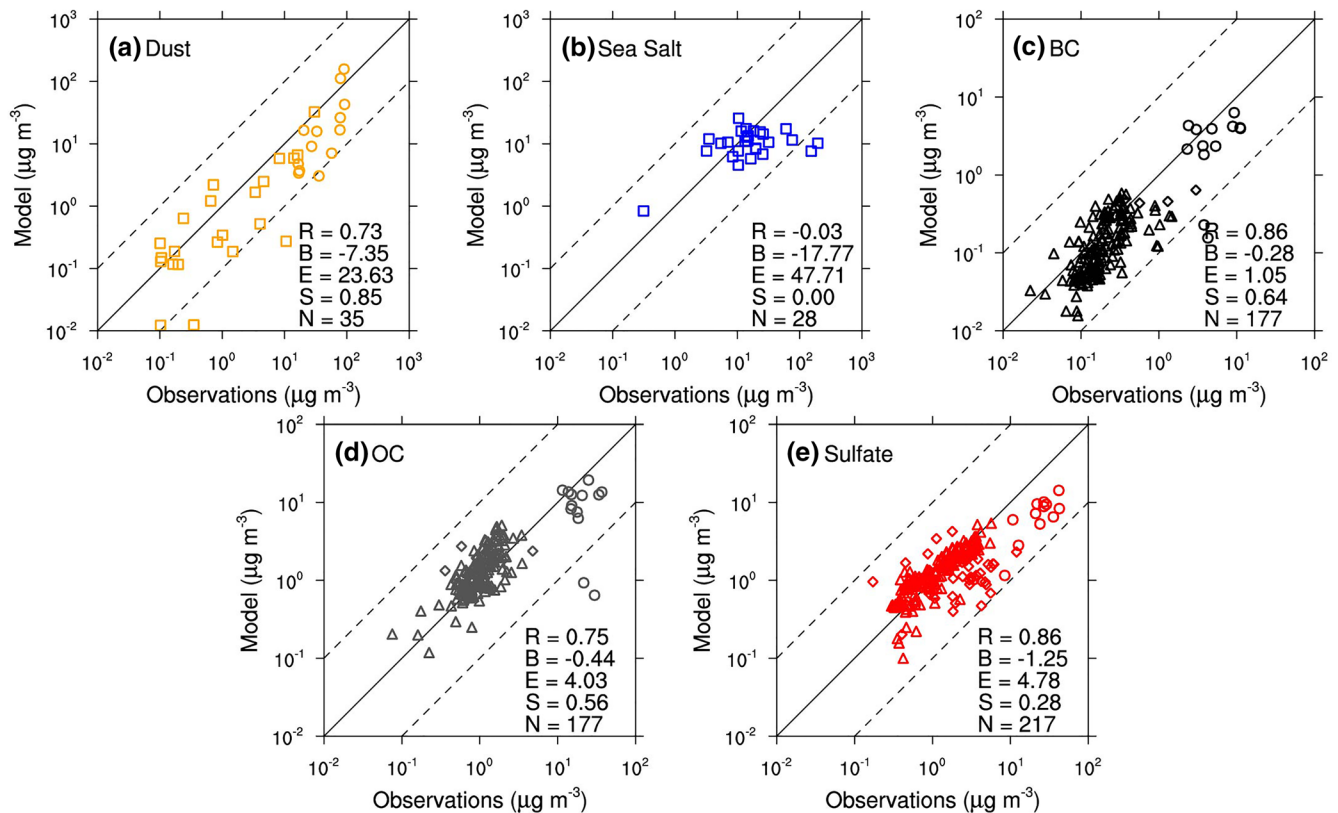 (a) Dust
10³
10²
10¹
10⁰
10⁻¹
10⁻²
Model (μg m⁻³)
R = 0.73
B = -7.35
E = 23.63
S = 0.85
N = 35
10⁻² 10⁻¹ 10⁰ 10¹ 10² 10³
Observations (μg m⁻³)
(b) Sea Salt
10³
10²
10¹
10⁰
10⁻¹
10⁻²
Model (μg m⁻³)
R = -0.03
B = -17.77
E = 47.71
S = 0.00
N = 28
10⁻² 10⁻¹ 10⁰ 10¹ 10² 10³
Observations (μg m⁻³)
(c) BC
10²
10¹
10⁰
10⁻¹
10⁻²
Model (μg m⁻³)
R = 0.86
B = -0.28
E = 1.05
S = 0.64
N = 177
10⁻² 10⁻¹ 10⁰ 10¹ 10²
Observations (μg m⁻³)
(d) OC
10²
10¹
10⁰
10⁻¹
10⁻²
Model (μg m⁻³)
R = 0.75
B = -0.44
E = 4.03
S = 0.56
N = 177
10⁻² 10⁻¹ 10⁰ 10¹ 10²
Observations (μg m⁻³)
(e) Sulfate
10²
10¹
10⁰
10⁻¹
10⁻²
Model (μg m⁻³)
R = 0.86
B = -1.25
E = 4.78
S = 0.28
N = 217
10⁻² 10⁻¹ 10⁰ 10¹ 10²
Observations (μg m⁻³)